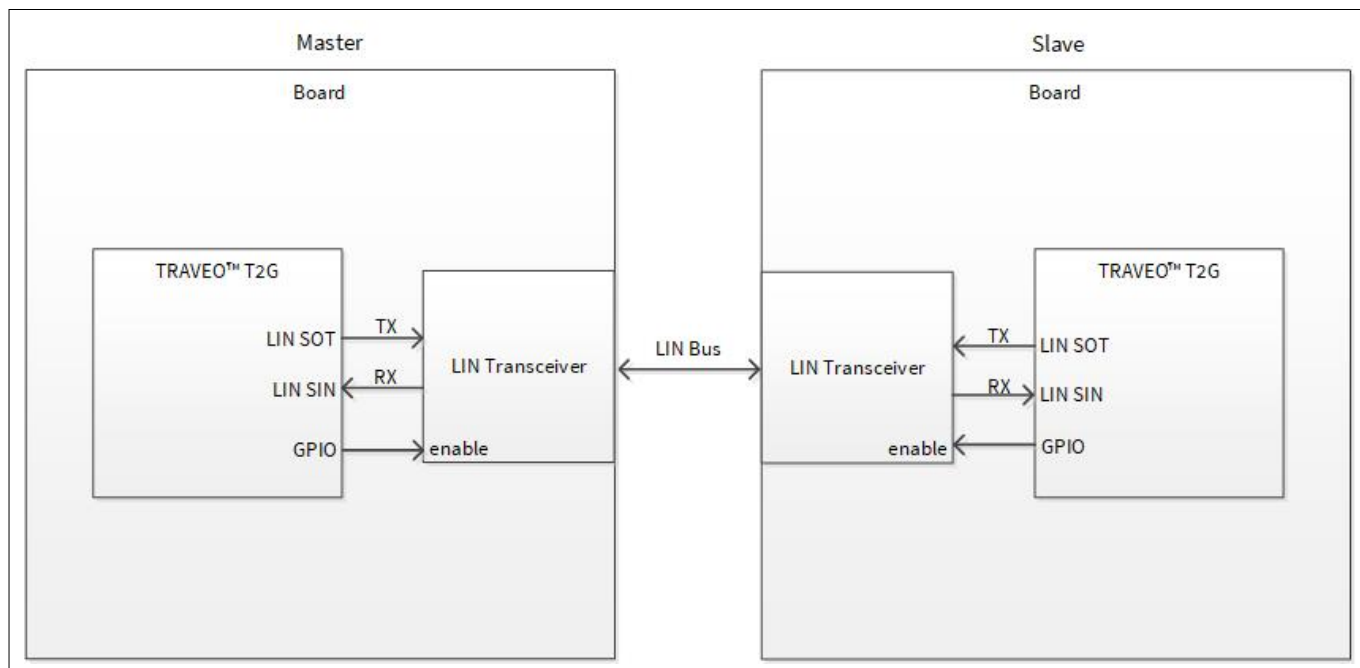 Master
Board
TRAVEO™ T2G
LIN SOT
TX
LIN SIN
RX
GPIO
enable
LIN Transceiver
LIN Bus
Slave
Board
TRAVEO™ T2G
LIN Transceiver
TX
LIN SOT
RX
LIN SIN
enable
GPIO